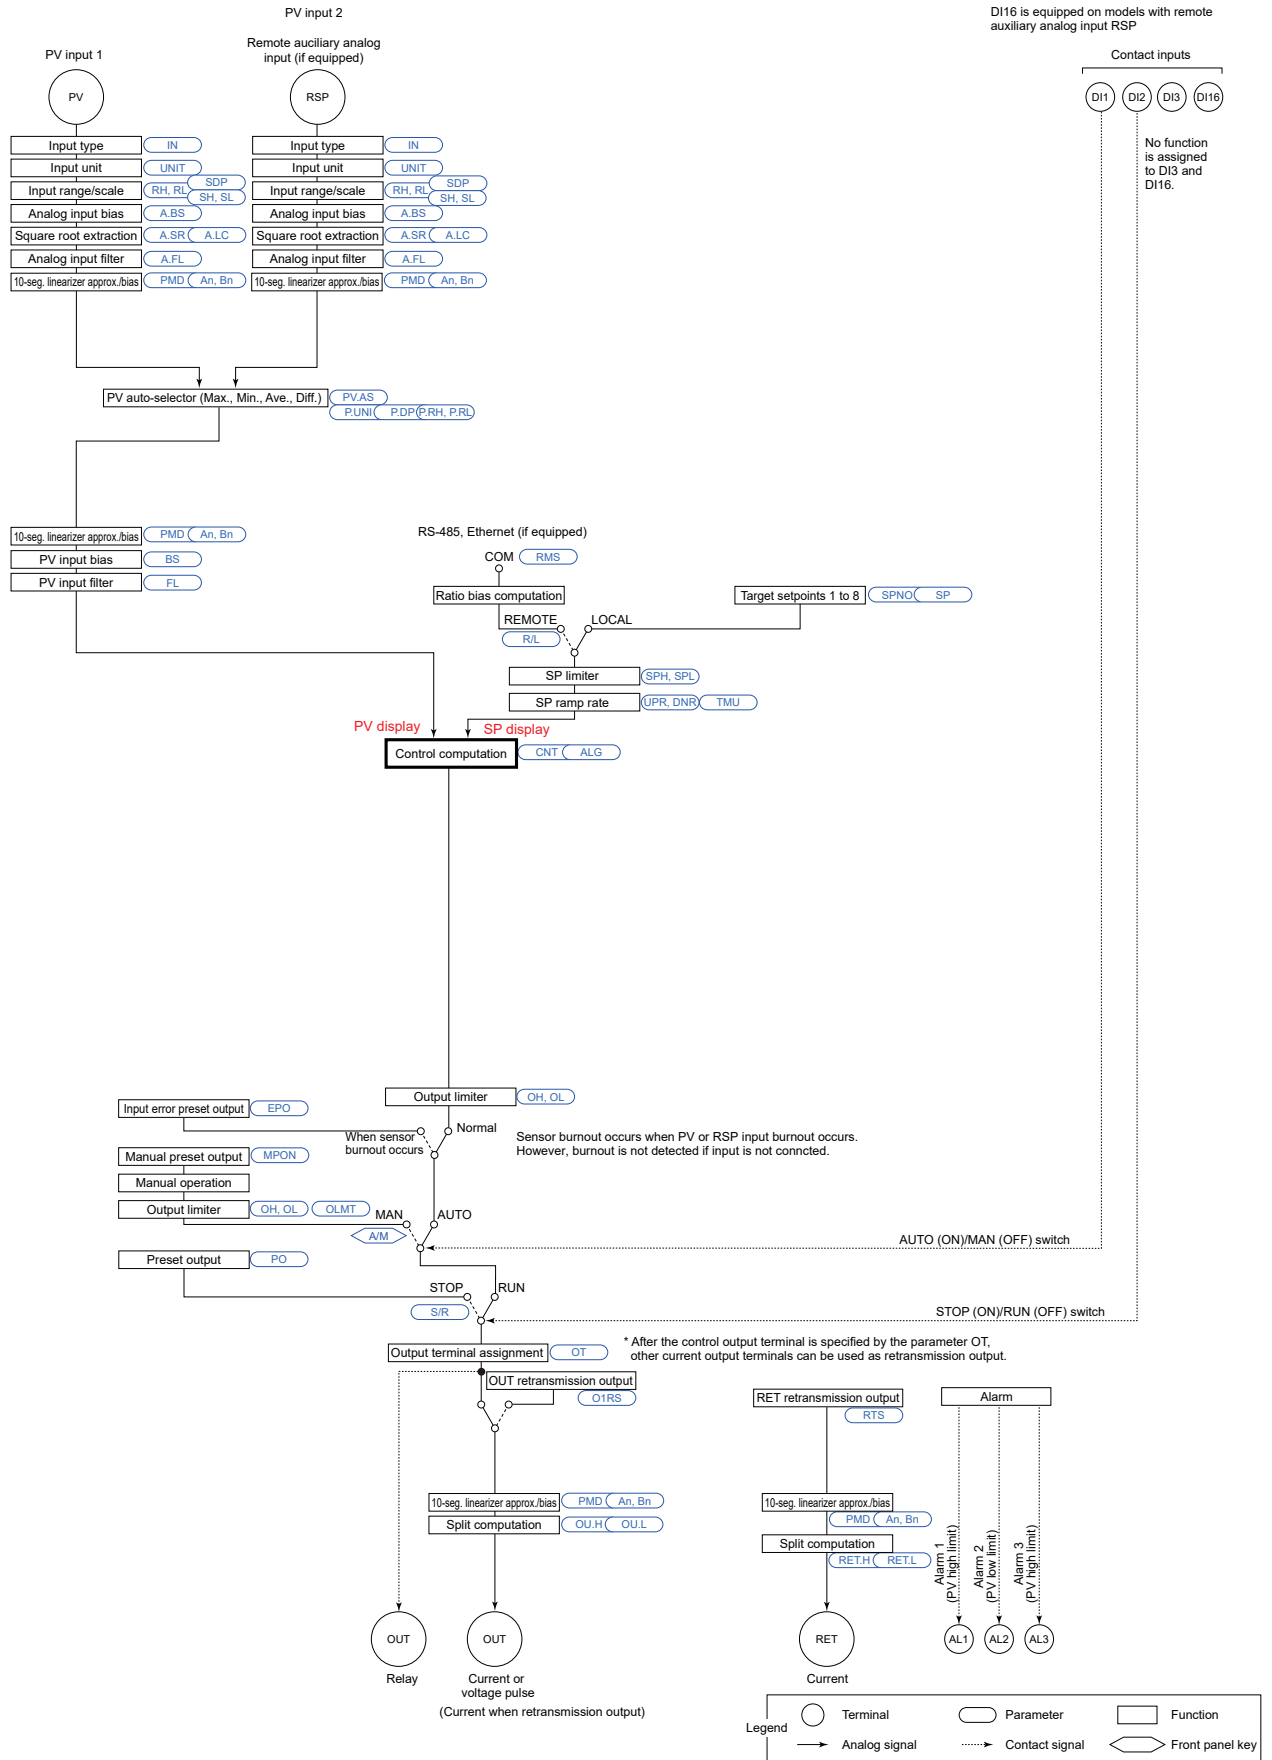 PV input 2
DI16 is equipped on models with remote
auxiliary analog input RSP
PV input 1
Remote auciliary analog
input (if equipped)
Contact inputs
PV
RSP
DI1
DI2
DI3
DI16
No function
is assigned
to DI3 and
DI16.
Input type
IN
Input type
IN
Input unit
UNIT
Input unit
UNIT
Input range/scale
RH, RL
SDP
SH, SL
Input range/scale
RH, RL
SDP
SH, SL
Analog input bias
A.BS
Analog input bias
A.BS
Square root extraction
A.SR
A.LC
Square root extraction
A.SR
A.LC
Analog input filter
A.FL
Analog input filter
A.FL
10-seg. linearizer approx./bias
PMD
An, Bn
10-seg. linearizer approx./bias
PMD
An, Bn
PV auto-selector (Max., Min., Ave., Diff.)
PV.AS
P.UNI
P.DP
P.RH, P.RL
10-seg. linearizer approx./bias
PMD
An, Bn
PV input bias
BS
PV input filter
FL
RS-485, Ethernet (if equipped)
COM
RMS
Ratio bias computation
Target setpoints 1 to 8
SPNO
SP
REMOTE
LOCAL
R/L
SP limiter
SPH, SPL
SP ramp rate
UPR, DNR
TMU
PV display
SP display
Control computation
CNT
ALG
Output limiter
OH, OL
Input error preset output
EPO
When sensor
burnout occurs
Normal
Sensor burnout occurs when PV or RSP input burnout occurs.
However, burnout is not detected if input is not conncted.
Manual preset output
MPON
Manual operation
Output limiter
OH, OL
OLMT
MAN
AUTO
A/M
AUTO (ON)/MAN (OFF) switch
Preset output
PO
STOP
RUN
S/R
STOP (ON)/RUN (OFF) switch
Output terminal assignment
OT
* After the control output terminal is specified by the parameter OT,
other current output terminals can be used as retransmission output.
OUT retransmission output
O1RS
RET retransmission output
RTS
Alarm
10-seg. linearizer approx./bias
PMD
An, Bn
Split computation
OU.H
OU.L
10-seg. linearizer approx./bias
PMD
An, Bn
Split computation
RET.H
RET.L
Alarm 1
(PV high limit)
Alarm 2
(PV low limit)
Alarm 3
(PV high limit)
OUT
OUT
RET
AL1
AL2
AL3
Relay
Current or
voltage pulse
(Current when retransmission output)
Current
Legend
Terminal
Parameter
Function
Analog signal
Contact signal
Front panel key